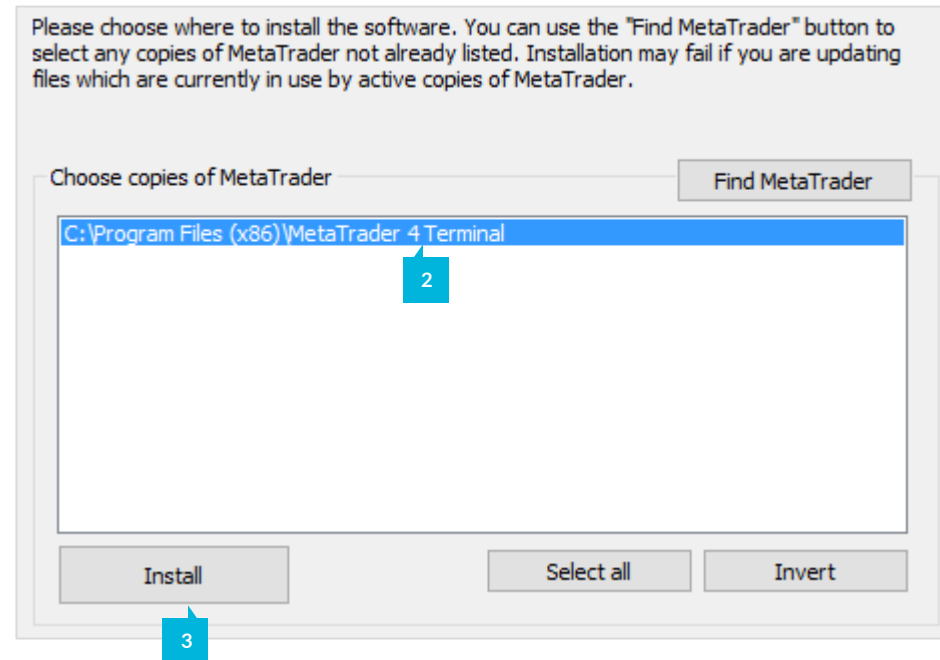 Please choose where to install the software. You can use the "Find MetaTrader" button to
select any copies of MetaTrader not already listed. Installation may fail if you are updating
files which are currently in use by active copies of MetaTrader.
Choose copies of MetaTrader
Find MetaTrader
C:\Program Files (x86)\MetaTrader 4 Terminal
2
Install
Select all
Invert
3